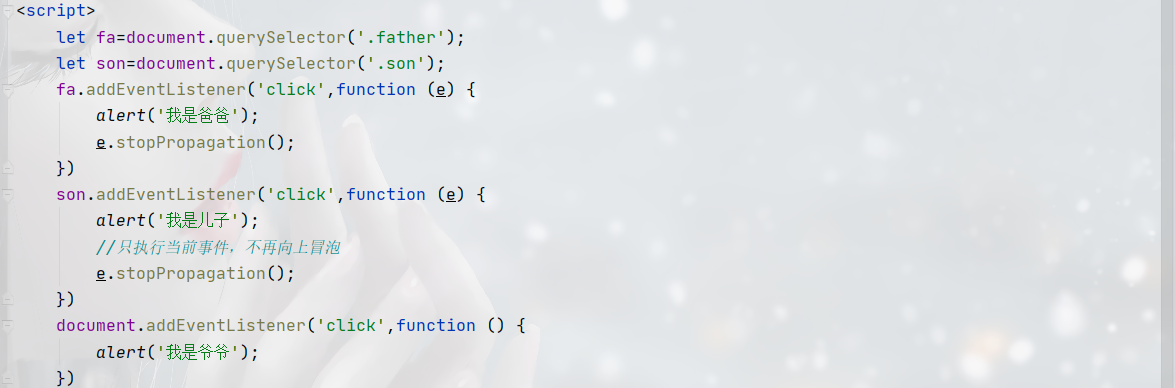 <script>
let fa=document.querySelector('.father');
let son=document.querySelector('.son');
fa.addEventListener('click',function (e) {
alert('我是爸爸');
e.stopPropagation();
})
son.addEventListener('click',function (e) {
alert('我是儿子');
//只执行当前事件，不再向上冒泡
e.stopPropagation();
})
document.addEventListener('click',function () {
alert('我是爷爷');
})